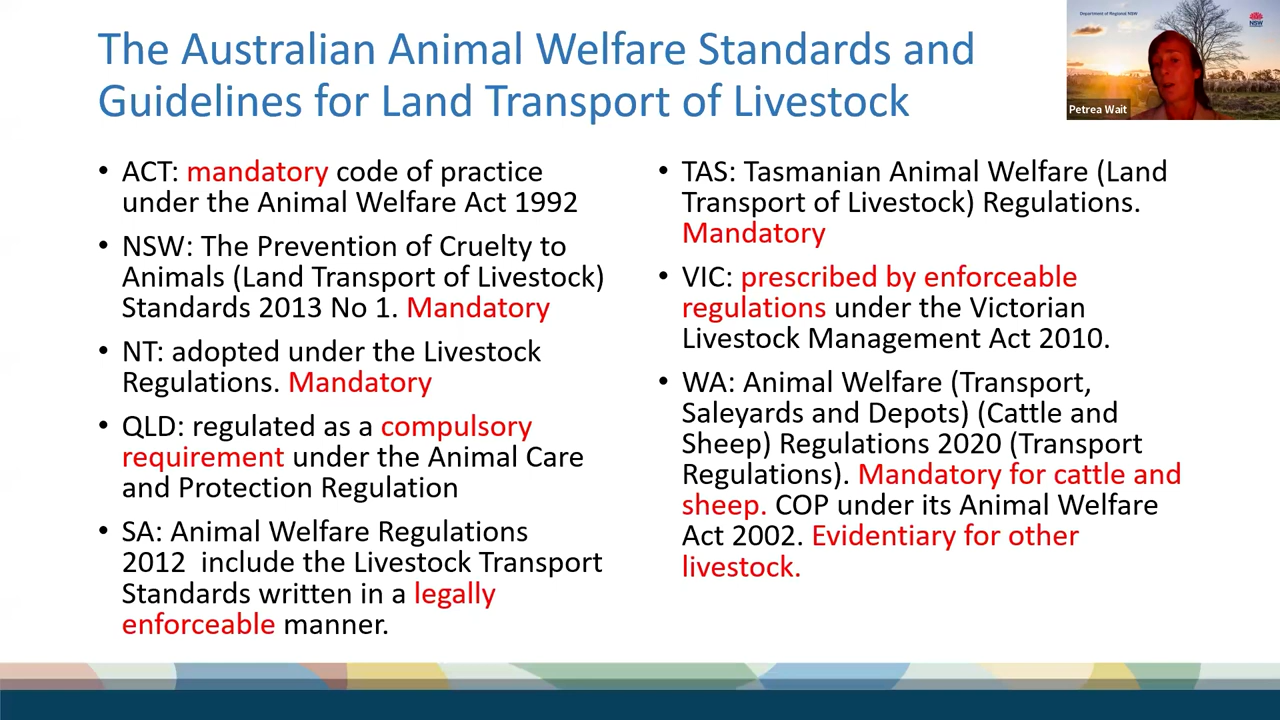 The Australian Animal Welfare Standards and
Guidelines for Land Transport of Livestock
Department of Regional NSW
NSW
Petrea Wait
• ACT: mandatory code of practice
under the Animal Welfare Act 1992
• NSW: The Prevention of Cruelty to
Animals (Land Transport of Livestock)
Standards 2013 No 1. Mandatory
• NT: adopted under the Livestock
Regulations. Mandatory
• QLD: regulated as a compulsory
requirement under the Animal Care
and Protection Regulation
• SA: Animal Welfare Regulations
2012 include the Livestock Transport
Standards written in a legally
enforceable manner.
• TAS: Tasmanian Animal Welfare (Land
Transport of Livestock) Regulations.
Mandatory
• VIC: prescribed by enforceable
regulations under the Victorian
Livestock Management Act 2010.
• WA: Animal Welfare (Transport,
Saleyards and Depots) (Cattle and
Sheep) Regulations 2020 (Transport
Regulations). Mandatory for cattle and
sheep. COP under its Animal Welfare
Act 2002. Evidentiary for other
livestock.